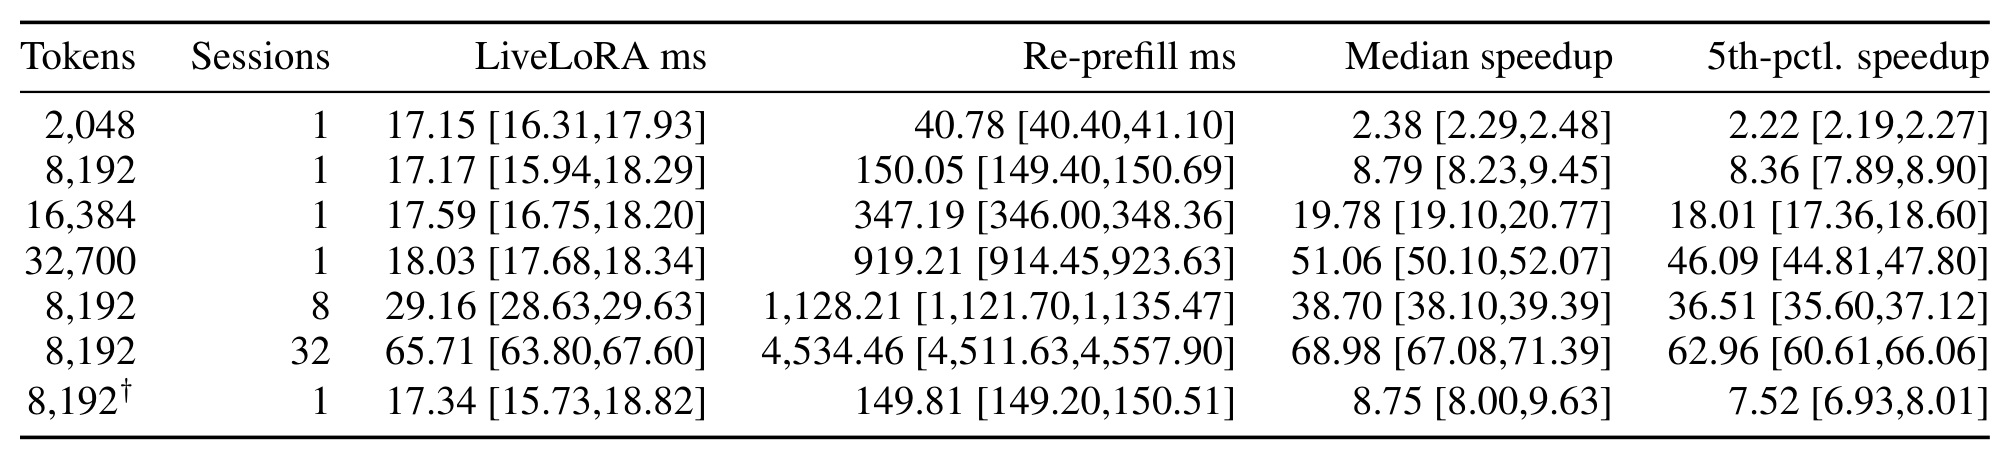 Tokens Sessions LiveLoRA ms Re-prefill ms Median speedup 5th-pctl. speedup
2,048 1 17.15 [16.31,17.93] 40.78 [40.40,41.10] 2.38 [2.29,2.48] 2.22 [2.19,2.27]
8,192 1 17.17 [15.94,18.29] 150.05 [149.40,150.69] 8.79 [8.23,9.45] 8.36 [7.89,8.90]
16,384 1 17.59 [16.75,18.20] 347.19 [346.00,348.36] 19.78 [19.10,20.77] 18.01 [17.36,18.60]
32,700 1 18.03 [17.68,18.34] 919.21 [914.45,923.63] 51.06 [50.10,52.07] 46.09 [44.81,47.80]
8,192 8 29.16 [28.63,29.63] 1,128.21 [1,121.70,1,135.47] 38.70 [38.10,39.39] 36.51 [35.60,37.12]
8,192 32 65.71 [63.80,67.60] 4,534.46 [4,511.63,4,557.90] 68.98 [67.08,71.39] 62.96 [60.61,66.06]
8,192† 1 17.34 [15.73,18.82] 149.81 [149.20,150.51] 8.75 [8.00,9.63] 7.52 [6.93,8.01]